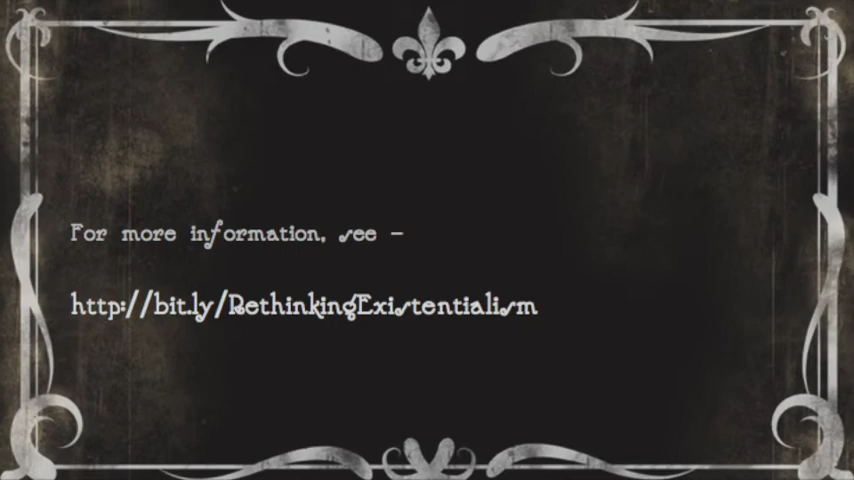 For more information, see -
http://bit.ly/RethinkingExistentialism